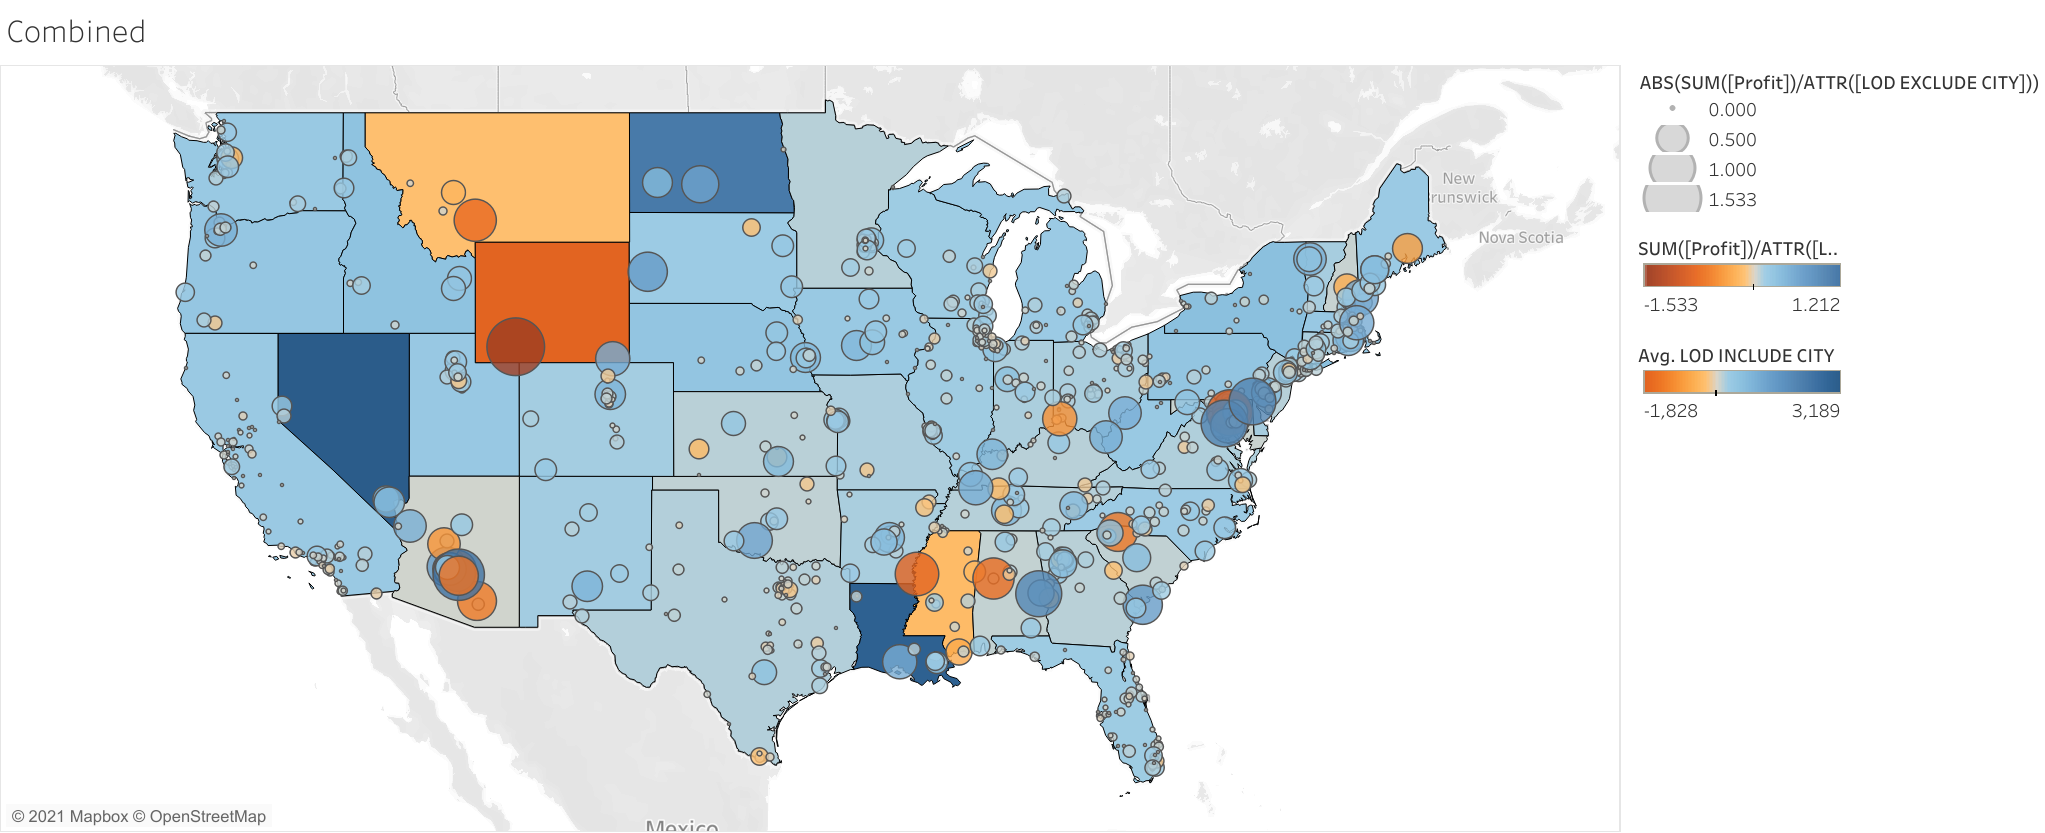 Combined
ABS(SUM([Profit])/ATTR([LOD EXCLUDE CITY]))
0.000
0.500
1.000
1.533
SUM([Profit])/ATTR([L..
-1.533 1.212
Avg. LOD INCLUDE CITY
-1,828 3,189
New
runswick
Nova Scotia
Mexico
© 2021 Mapbox © OpenStreetMap